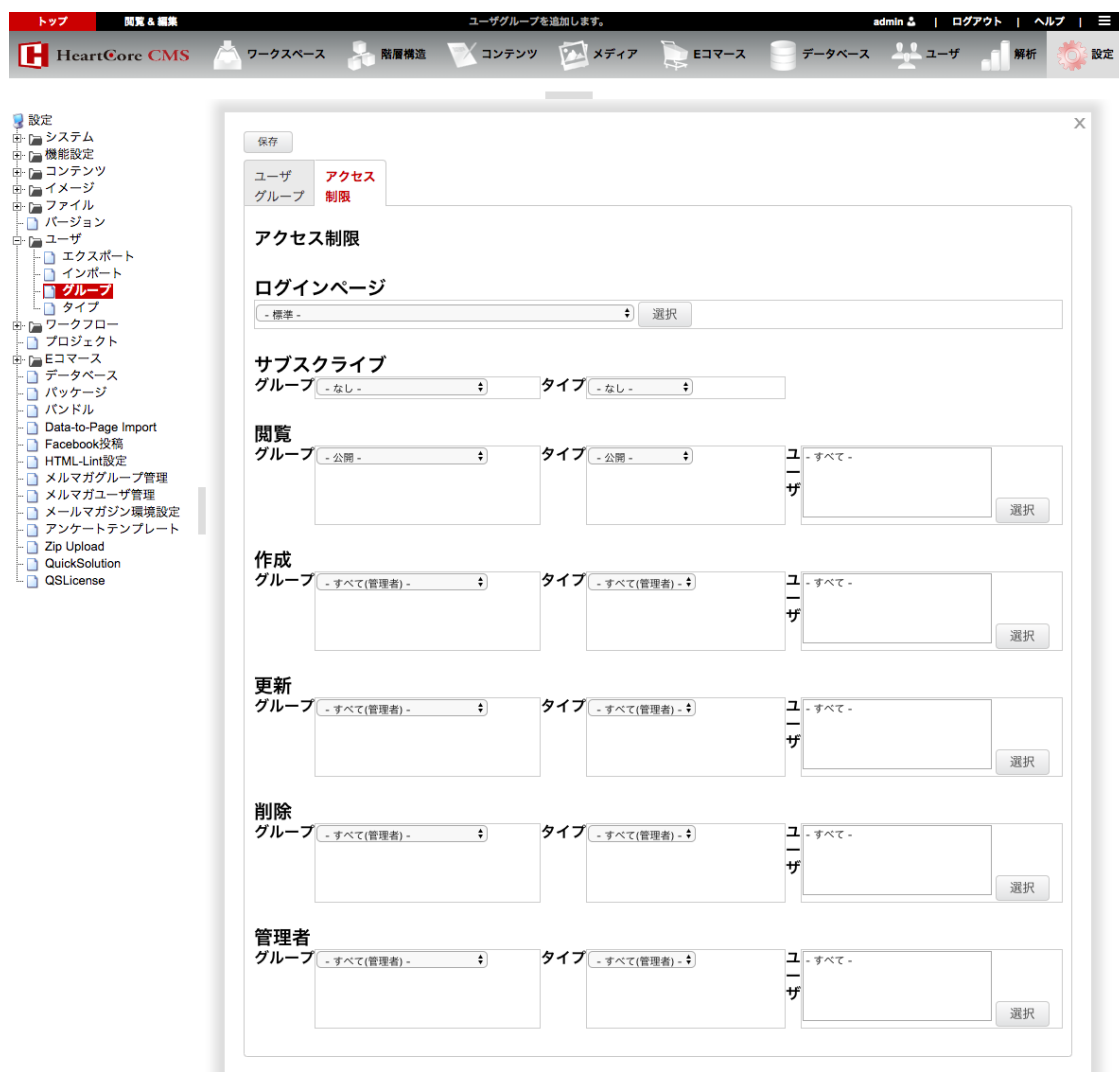 トップ 閲覧 & 編集 ユーザグループを追加します。 admin | ログアウト | ヘルプ |
HeartCore CMS ワークスペース 階層構造 コンテンツ メディア Eコマース データベース ユーザ 解析 設定
設定
システム
機能設定
コンテンツ
イメージ
ファイル
バージョン
ユーザ
エクスポート
インポート
グループ
タイプ
ワークフロー
プロジェクト
Eコマース
データベース
パッケージ
バンドル
Data-to-Page Import
Facebook投稿
HTML-Lint設定
メルマガグループ管理
メルマガユーザ管理
メールマガジン環境設定
アンケートテンプレート
Zip Upload
QuickSolution
QSLicense
X
保存
ユーザ
グループ
アクセス
制限
アクセス制限
ログインページ
- 標準 - 選択
サブスクライブ
グループ - なし - タイプ - なし -
閲覧
グループ - 公開 - タイプ - 公開 - ユーザ - すべて -
選択
作成
グループ - すべて(管理者) - タイプ - すべて(管理者) - ユーザ - すべて -
選択
更新
グループ - すべて(管理者) - タイプ - すべて(管理者) - ユーザ - すべて -
選択
削除
グループ - すべて(管理者) - タイプ - すべて(管理者) - ユーザ - すべて -
選択
管理者
グループ - すべて(管理者) - タイプ - すべて(管理者) - ユーザ - すべて -
選択